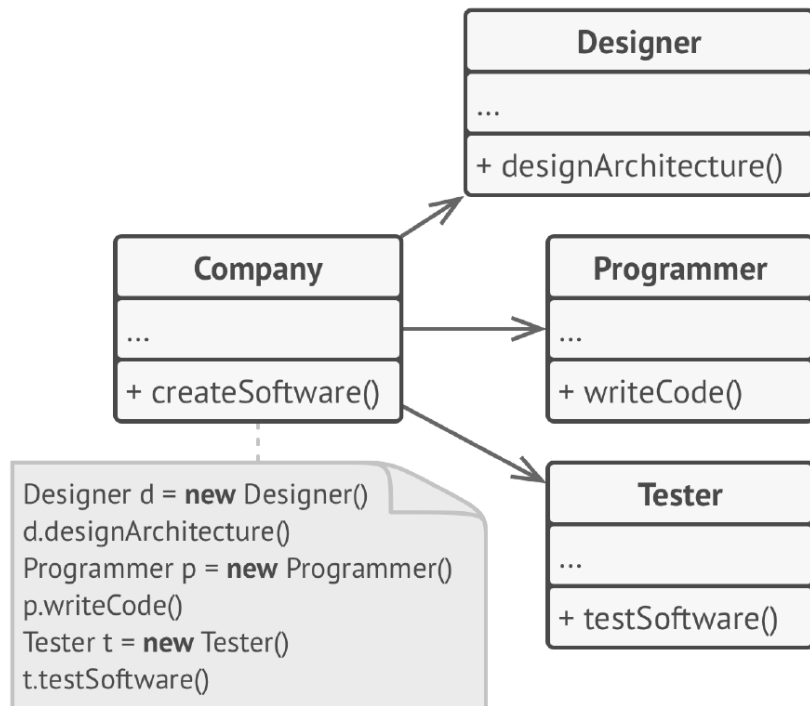 Designer
...
+ designArchitecture()
Company
...
+ createSoftware()
Programmer
...
+ writeCode()
Tester
...
+ testSoftware()
Designer d = new Designer()
d.designArchitecture()
Programmer p = new Programmer()
p.writeCode()
Tester t = new Tester()
t.testSoftware()